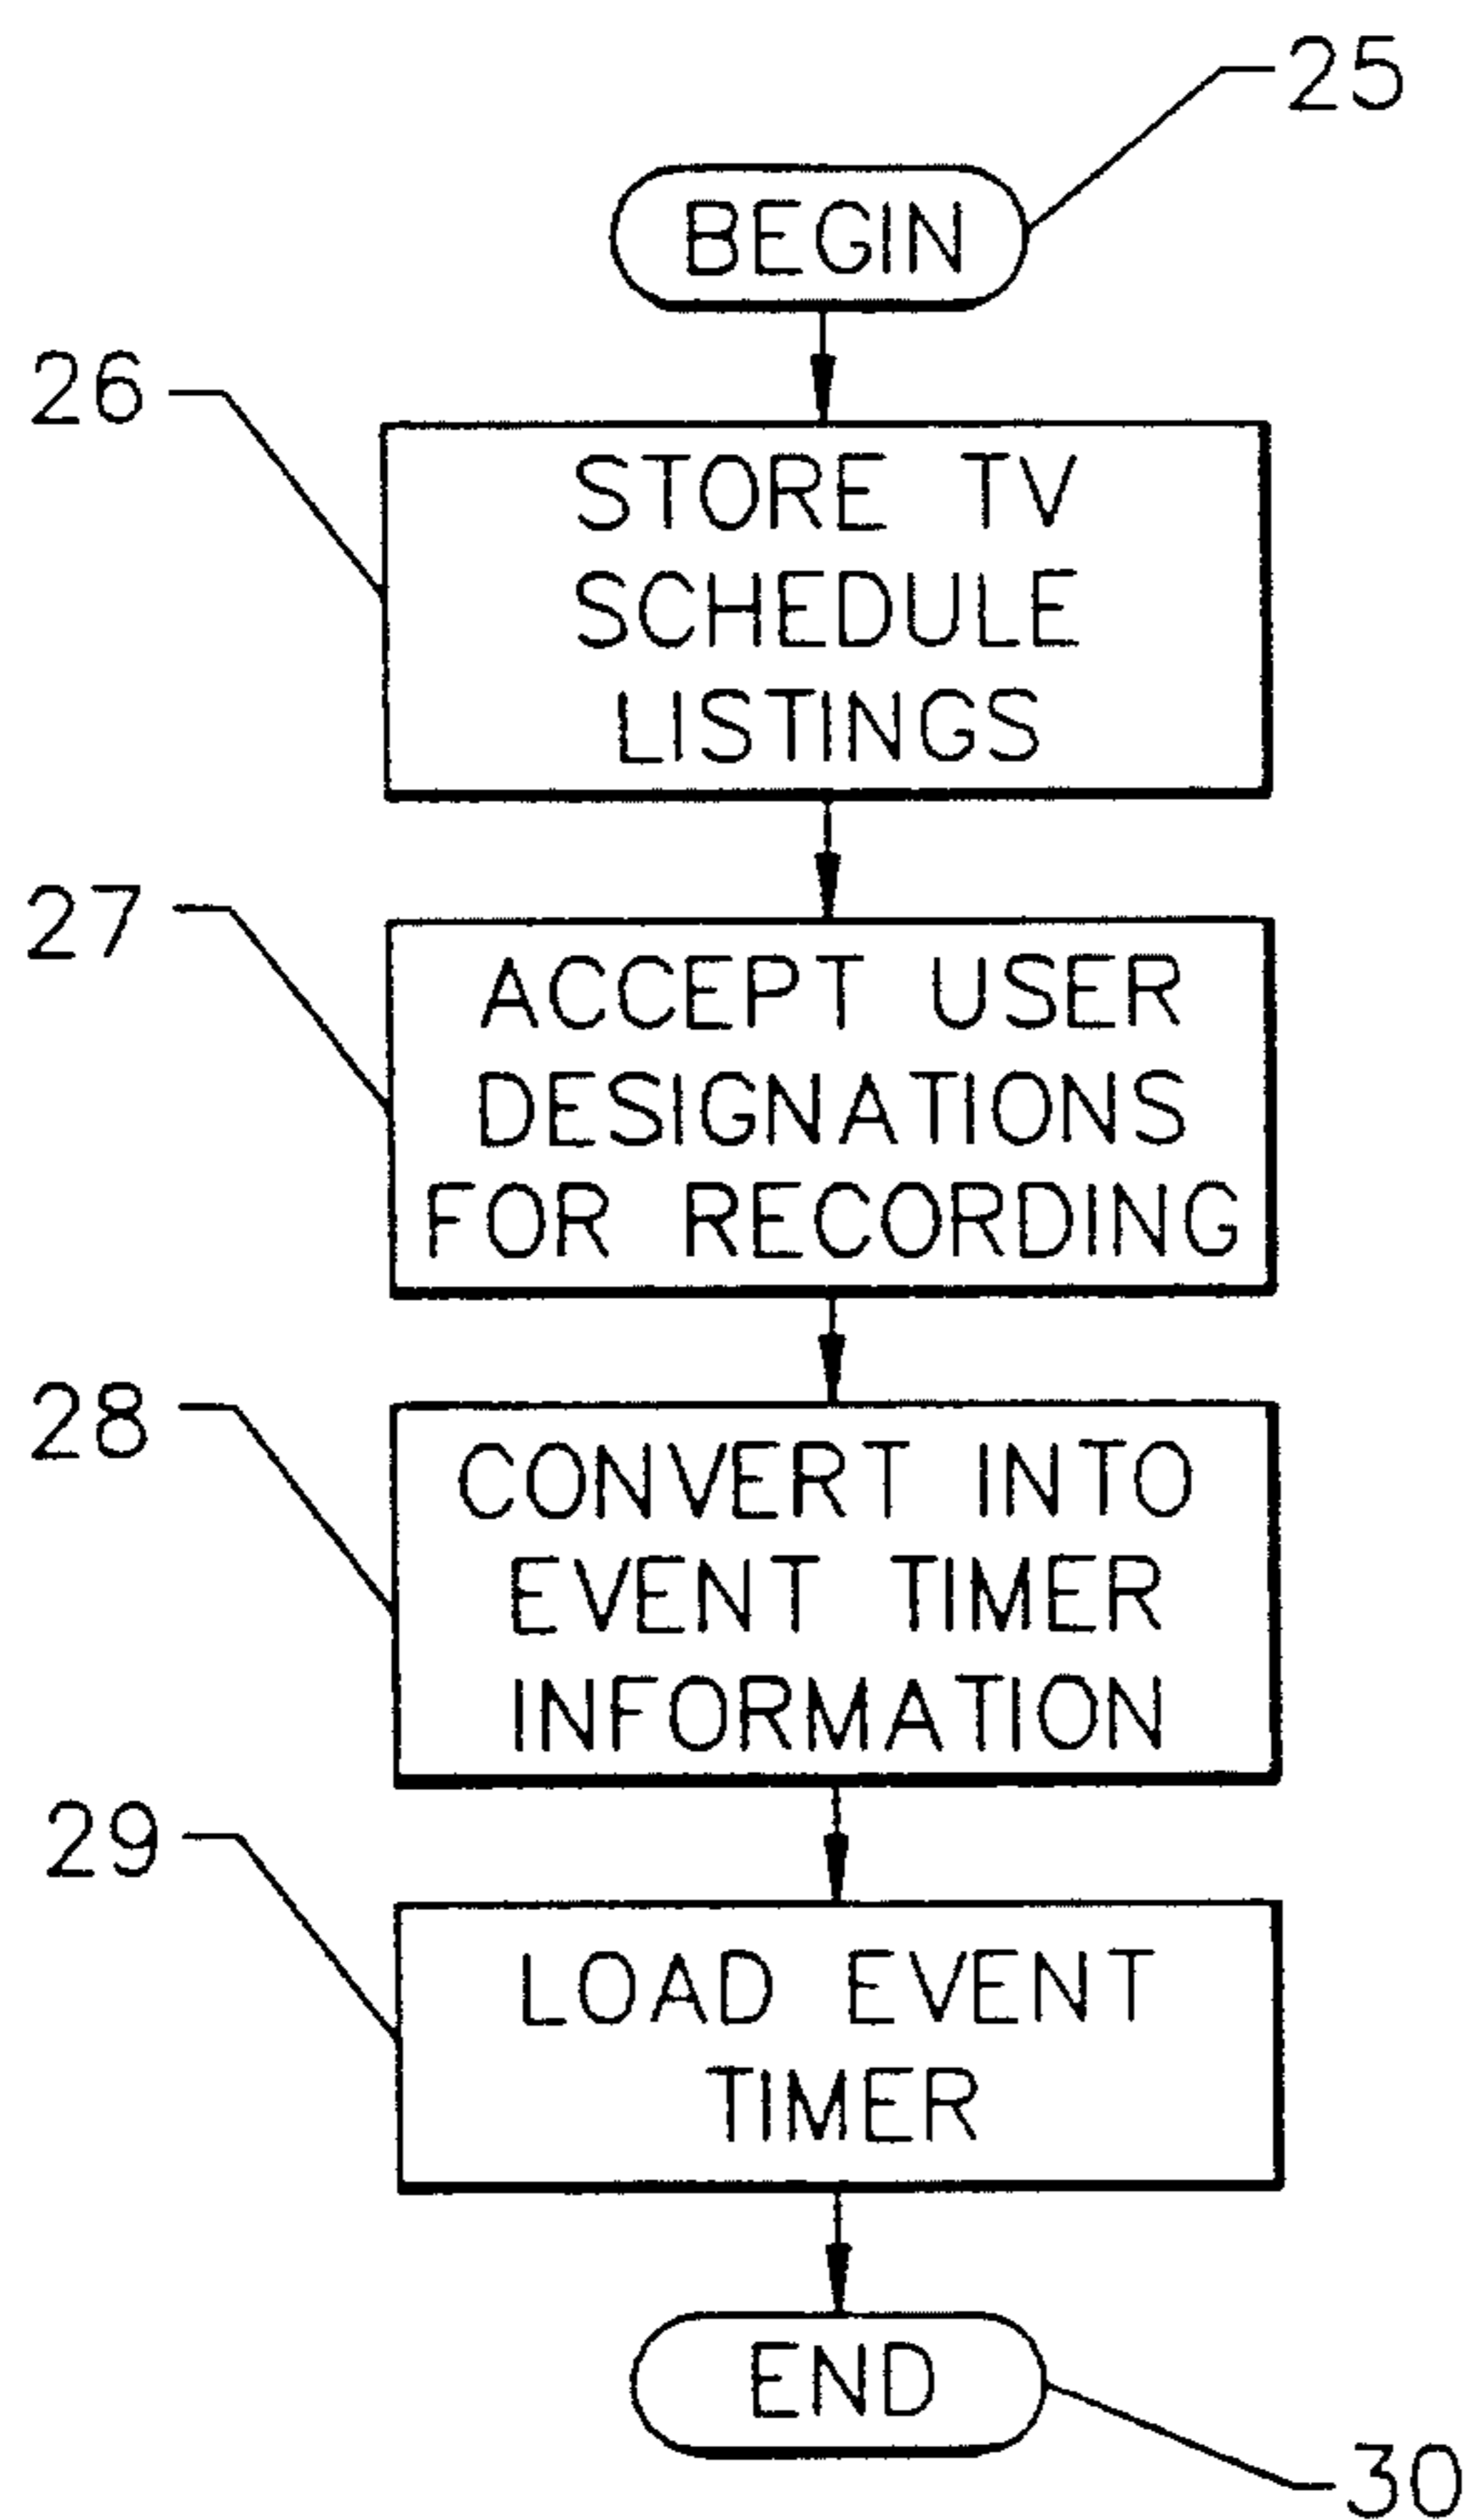 25
BEGIN
26
STORE TV
SCHEDULE
LISTINGS
27
ACCEPT USER
DESIGNATIONS
FOR RECORDING
28
CONVERT INTO
EVENT TIMER
INFORMATION
29
LOAD EVENT
TIMER
END
30